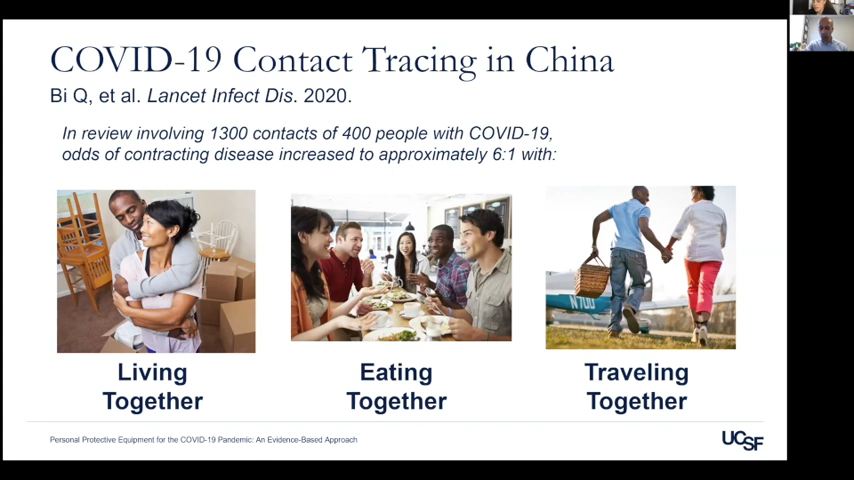 COVID-19 Contact Tracing in China
Bi Q, et al. Lancet Infect Dis. 2020.
In review involving 1300 contacts of 400 people with COVID-19,
odds of contracting disease increased to approximately 6:1 with:
N70U
Living
Together
Eating
Together
Traveling
Together
Personal Protective Equipment for the COVID-19 Pandemic: An Evidence-Based Approach
UCSF